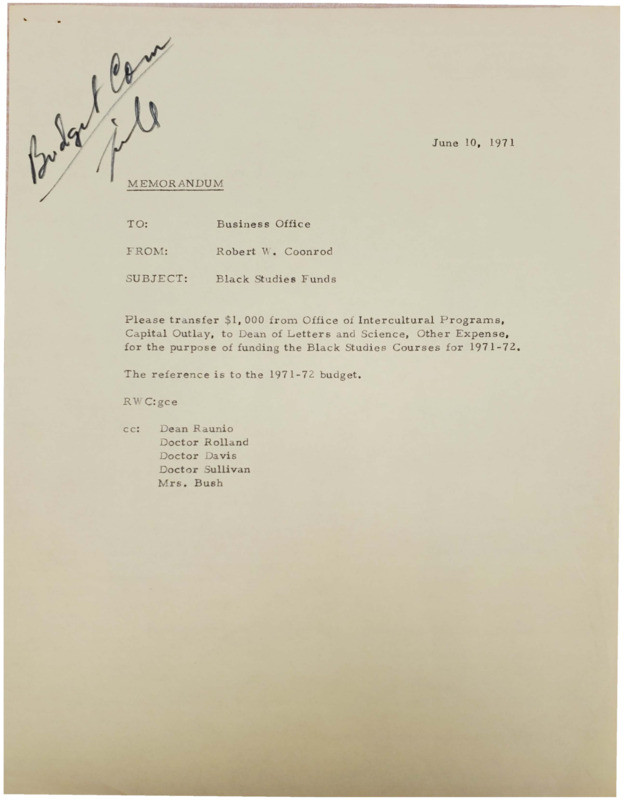 Budget Com
June 10, 1971
MEMORANDUM
TO: Business Office
FROM: Robert W. Coonrod
SUBJECT: Black Studies Funds
Please transfer $1,000 from Office of Intercultural Programs,
Capital Outlay, to Dean of Letters and Science, Other Expense,
for the purpose of funding the Black Studies Courses for 1971-72.
The reference is to the 1971-72 budget.
RWC:gce
cc: Dean Raunio
Doctor Rolland
Doctor Davis
Doctor Sullivan
Mrs. Bush